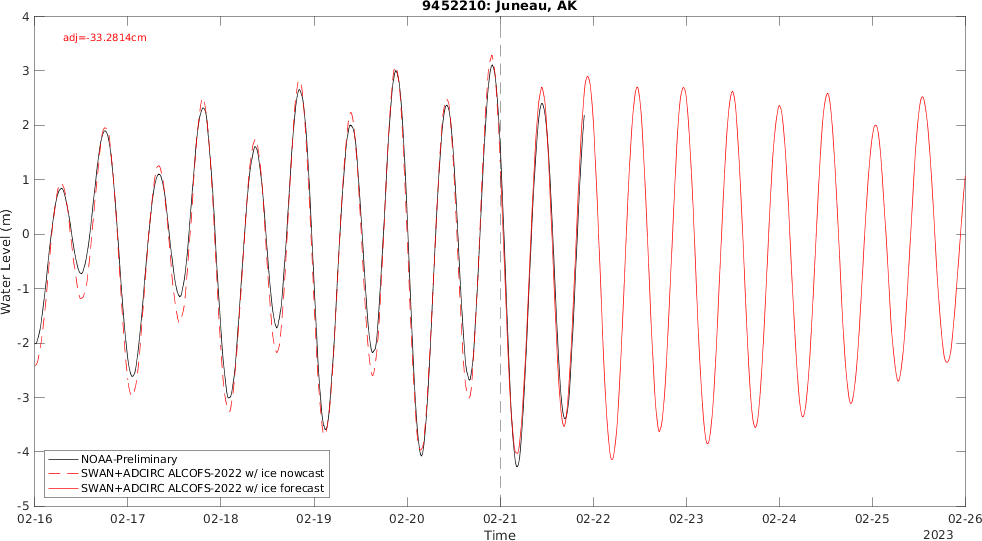 9452210: Juneau, AK
adj=-33.2814cm
4
3
2
1
0
-1
-2
-3
-4
-5
Water Level (m)
NOAA-Preliminary
SWAN+ADCIRC ALCOFS-2022 w/ ice nowcast
SWAN+ADCIRC ALCOFS-2022 w/ ice forecast
02-16 02-17 02-18 02-19 02-20 02-21 02-22 02-23 02-24 02-25 02-26
Time
2023